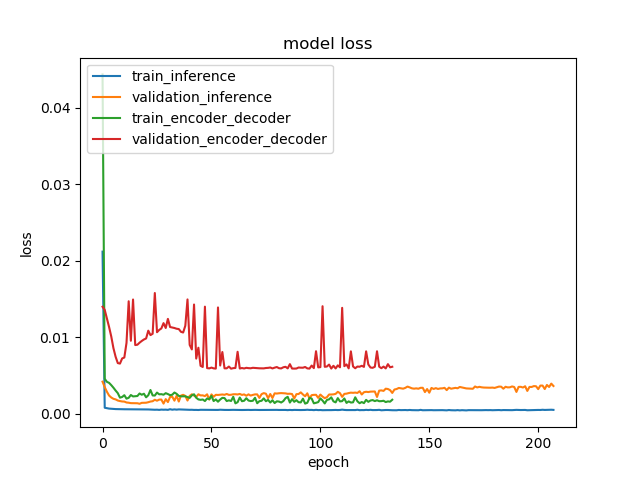 model loss
train_inference
validation_inference
train_encoder_decoder
validation_encoder_decoder
loss
0.04
0.03
0.02
0.01
0.00
0
50
100
150
200
epoch